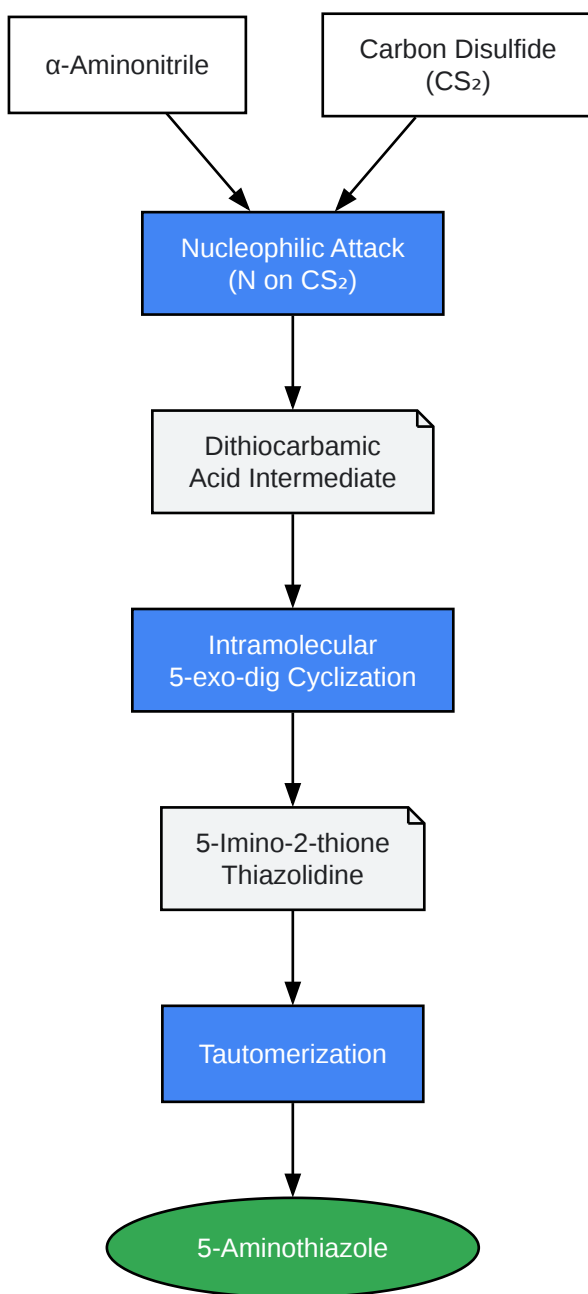 α-Aminonitrile
Carbon Disulfide
(CS₂)
Nucleophilic Attack
(N on CS₂)
Dithiocarbamic
Acid Intermediate
Intramolecular
5-exo-dig Cyclization
5-Imino-2-thione
Thiazolidine
Tautomerization
5-Aminothiazole